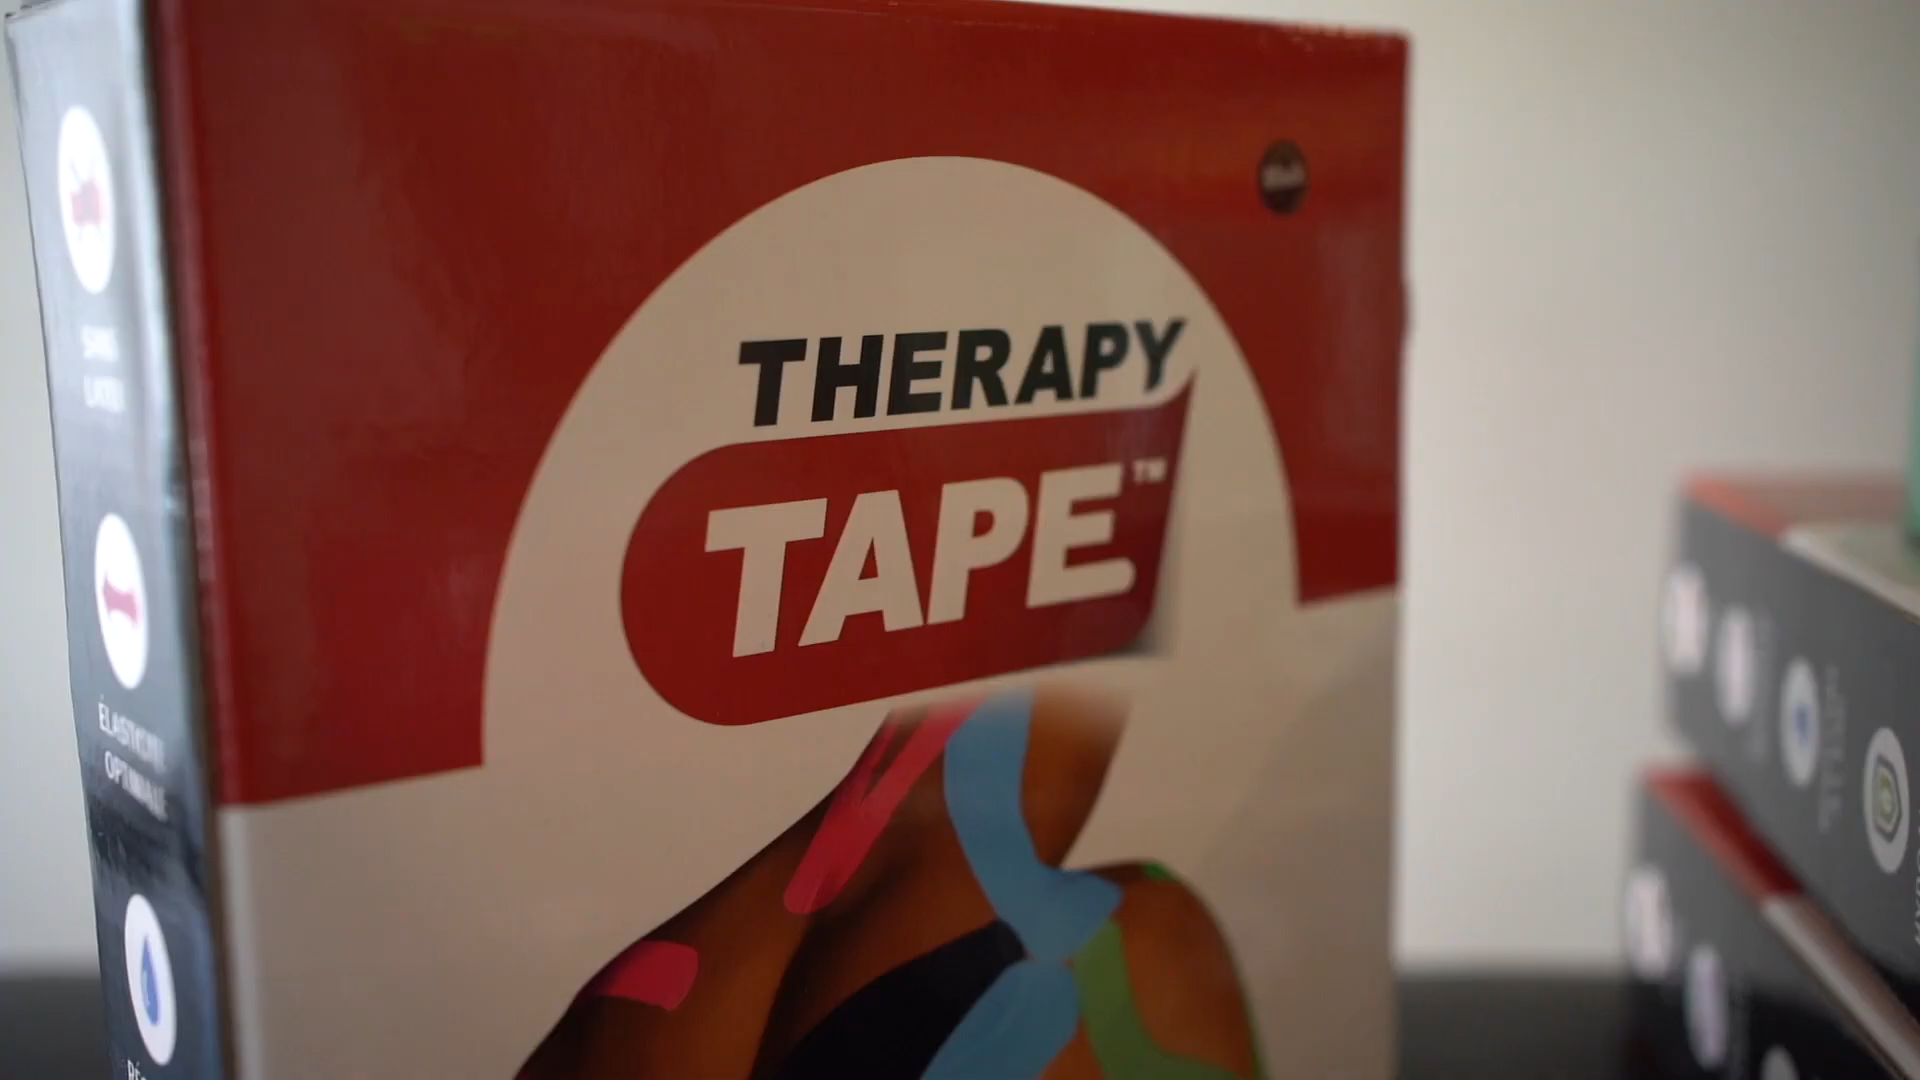 THERAPY
TAPE™
SANS
LATEX
ÉLASTICITÉ
OPTIMALE